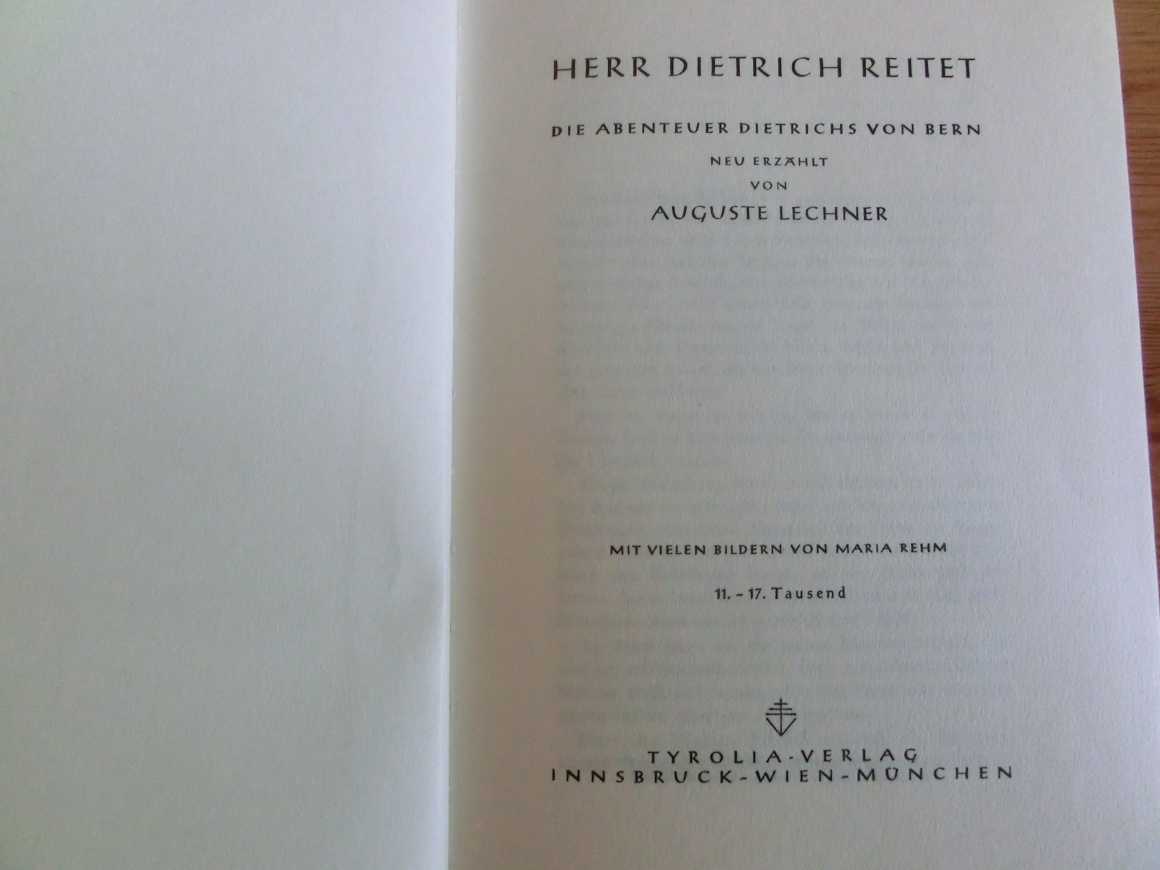 HERR DIETRICH REITET
DIE ABENTEUER DIETRICHS VON BERN
NEU ERZÄHLT
VON
AUGUSTE LECHNER
MIT VIELEN BILDERN VON MARIA REHM
11. – 17. Tausend
TYROLIA-VERLAG
INNSBRUCK-WIEN-MÜNCHEN